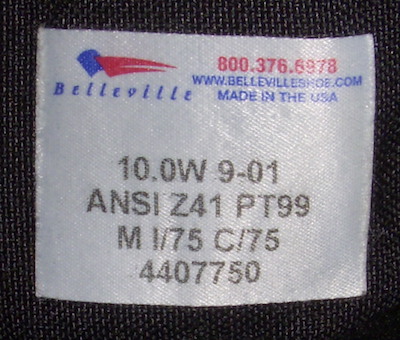 Belleville
800.376.6978
WWW.BELLEVILLESHOE.COM
MADE IN THE USA
10.0W 9-01
ANSI Z41 PT99
M I/75 C/75
4407750